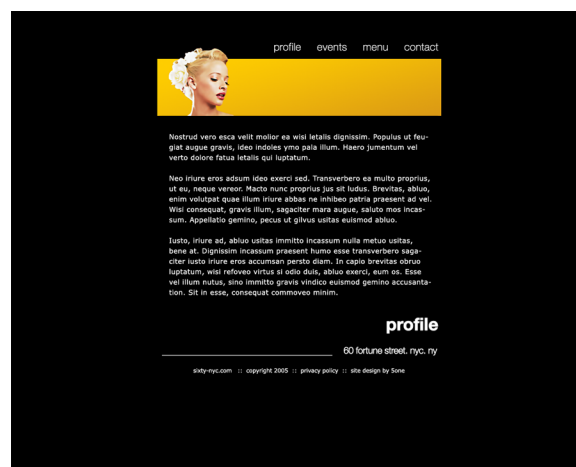 profile events menu contact
Nostrud vero esca velit molior ea wisi letalis dignissim. Populus ut feu-
giat augue gravis, ideo indoles ymo pala illum. Haero jumentum vel
verto dolore fatua letalis qui luptatum.
Neo iriure eros adsum ideo exerci sed. Transverbero ea multo proprius,
ut eu, neque vereor. Macto nunc proprius jus sit ludus. Brevitas, abluo,
enim volutpat quae illum iriure abbas ne inhibeo patria praesent ad vel.
Wisi consequat, gravis illum, sagaciter mara augue, saluto mos incas-
sum. Appellatio gemino, pecus ut gilvus usitas euismod abluo.
Iusto, iriure ad, abluo usitas immitto incassum nulla metuo usitas,
bene at. Dignissim incassum praesent humo esse transverbero saga-
citer iusto iriure eros accumsan persto diam. In capio brevitas obruo
luptatum, wisi refoveo virtus si odio duis, abluo exerci, eum os. Esse
vel illum nutus, sino immitto gravis vindico euismod gemino accusanta-
tion. Sit in esse, consequat commoveo minim.
profile
60 fortune street. nyc. ny
sixty-nyc.com :: copyright 2005 :: privacy policy :: site design by Sone